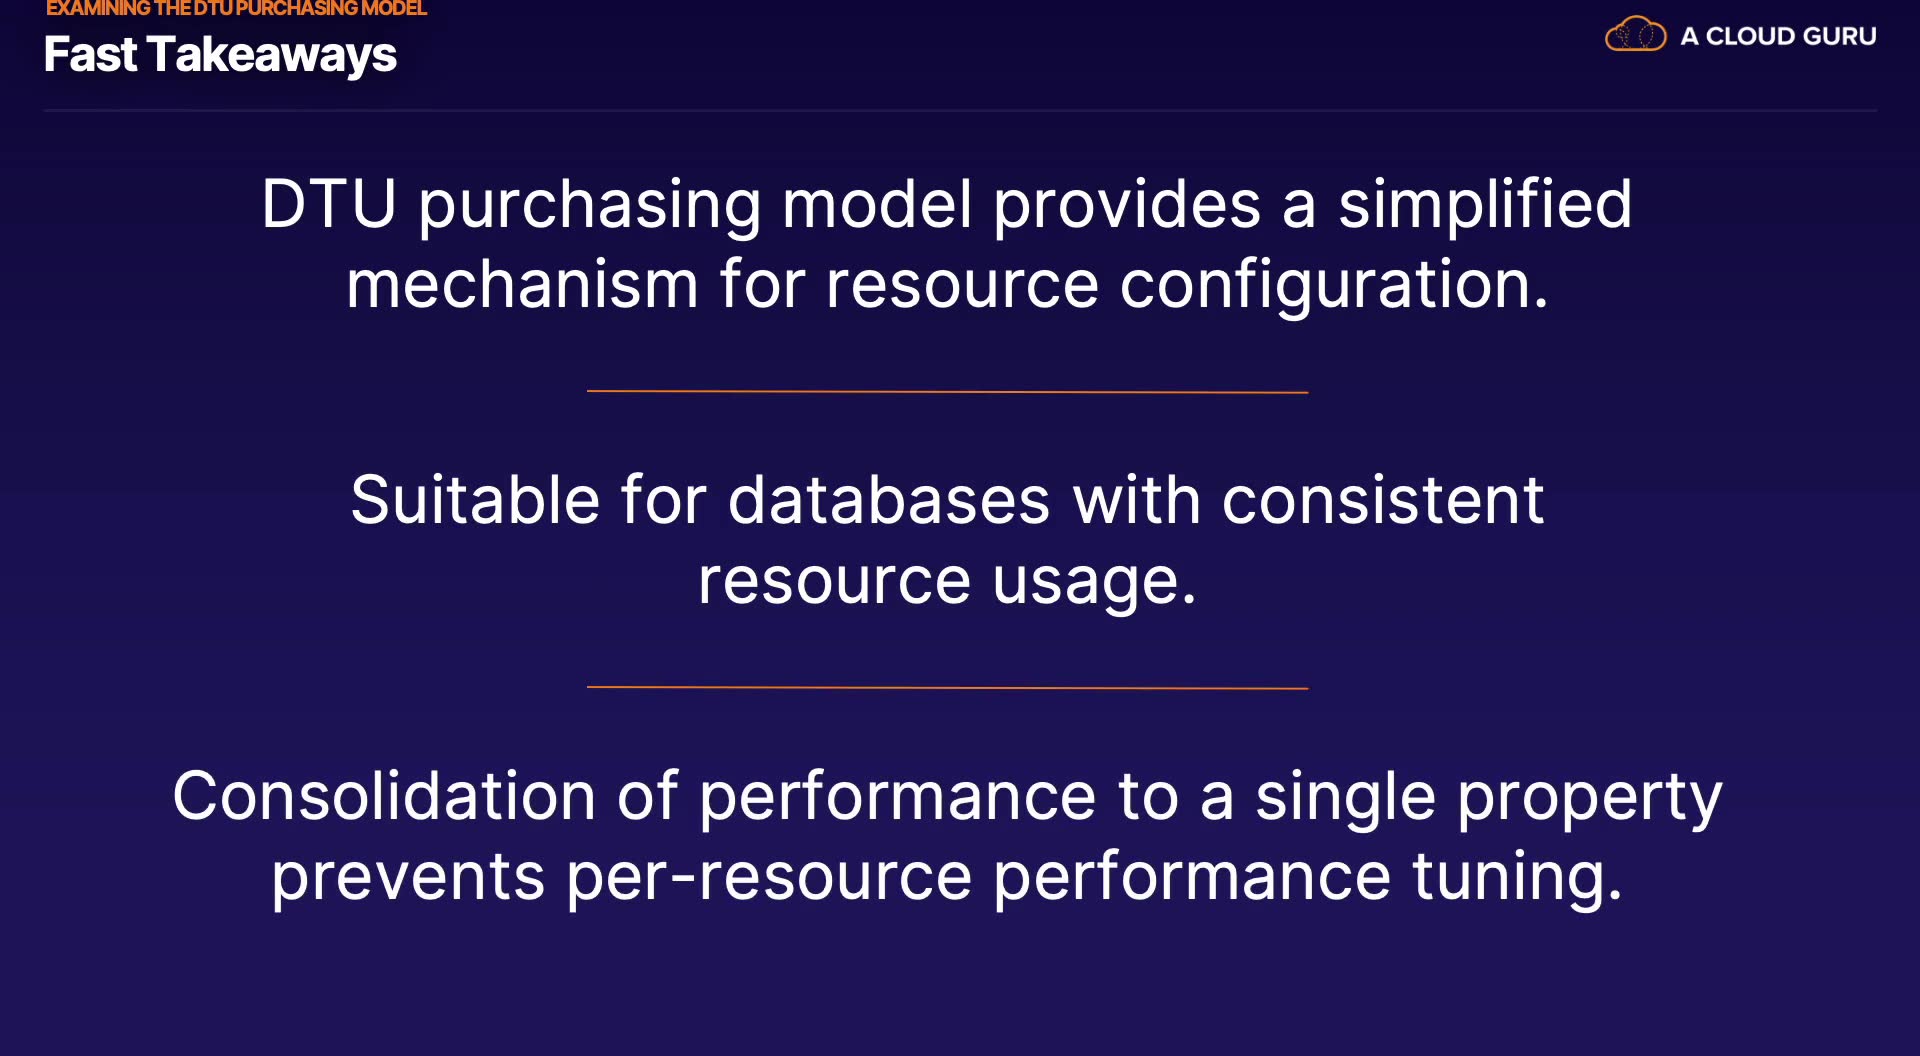 EXAMINING THE DTU PURCHASING MODEL
Fast Takeaways
A CLOUD GURU
DTU purchasing model provides a simplified
mechanism for resource configuration.
Suitable for databases with consistent
resource usage.
Consolidation of performance to a single property
prevents per-resource performance tuning.